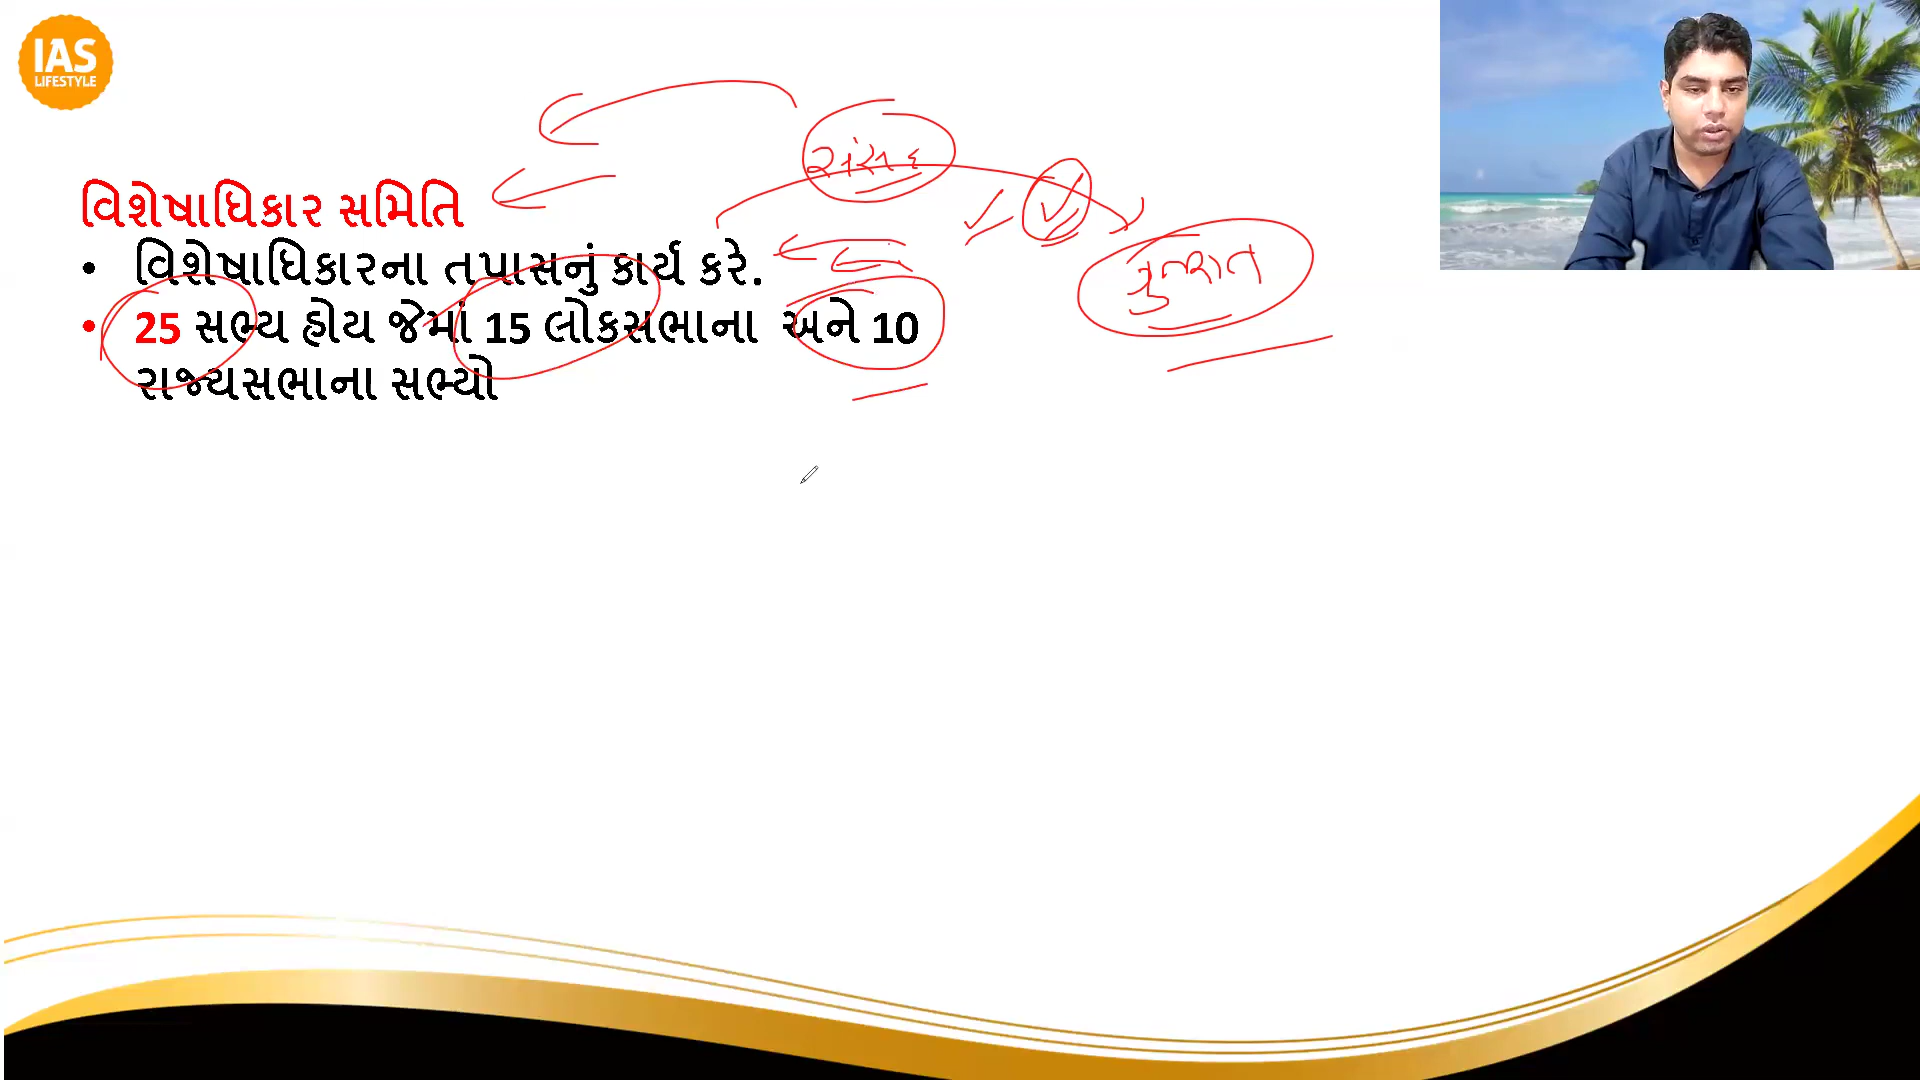 IAS
LIFESTYLE
સંસદ
વિશેષાધિકાર સમિતિ
• વિશેષાધિકારના તપાસનું કાર્ય કરે.
ગુજરાત
• 25 સભ્ય હોય જેમાં 15 લોકસભાના અને 10
રાજ્યસભાના સભ્યો